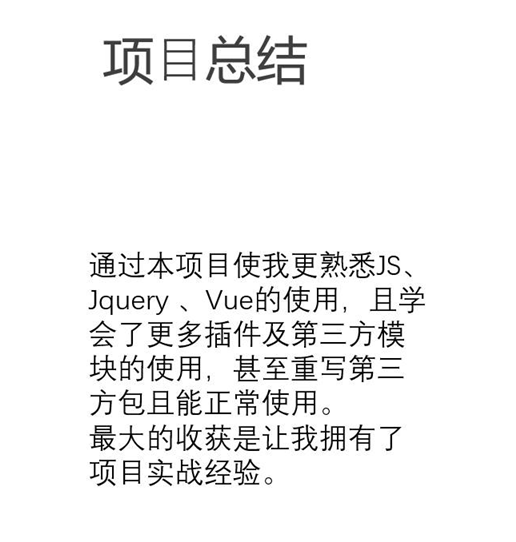 项目总结
通过本项目使我更熟悉JS、
Jquery 、Vue的使用，且学
会了更多插件及第三方模
块的使用，甚至重写第三
方包且能正常使用。
最大的收获是让我拥有了
项目实战经验。